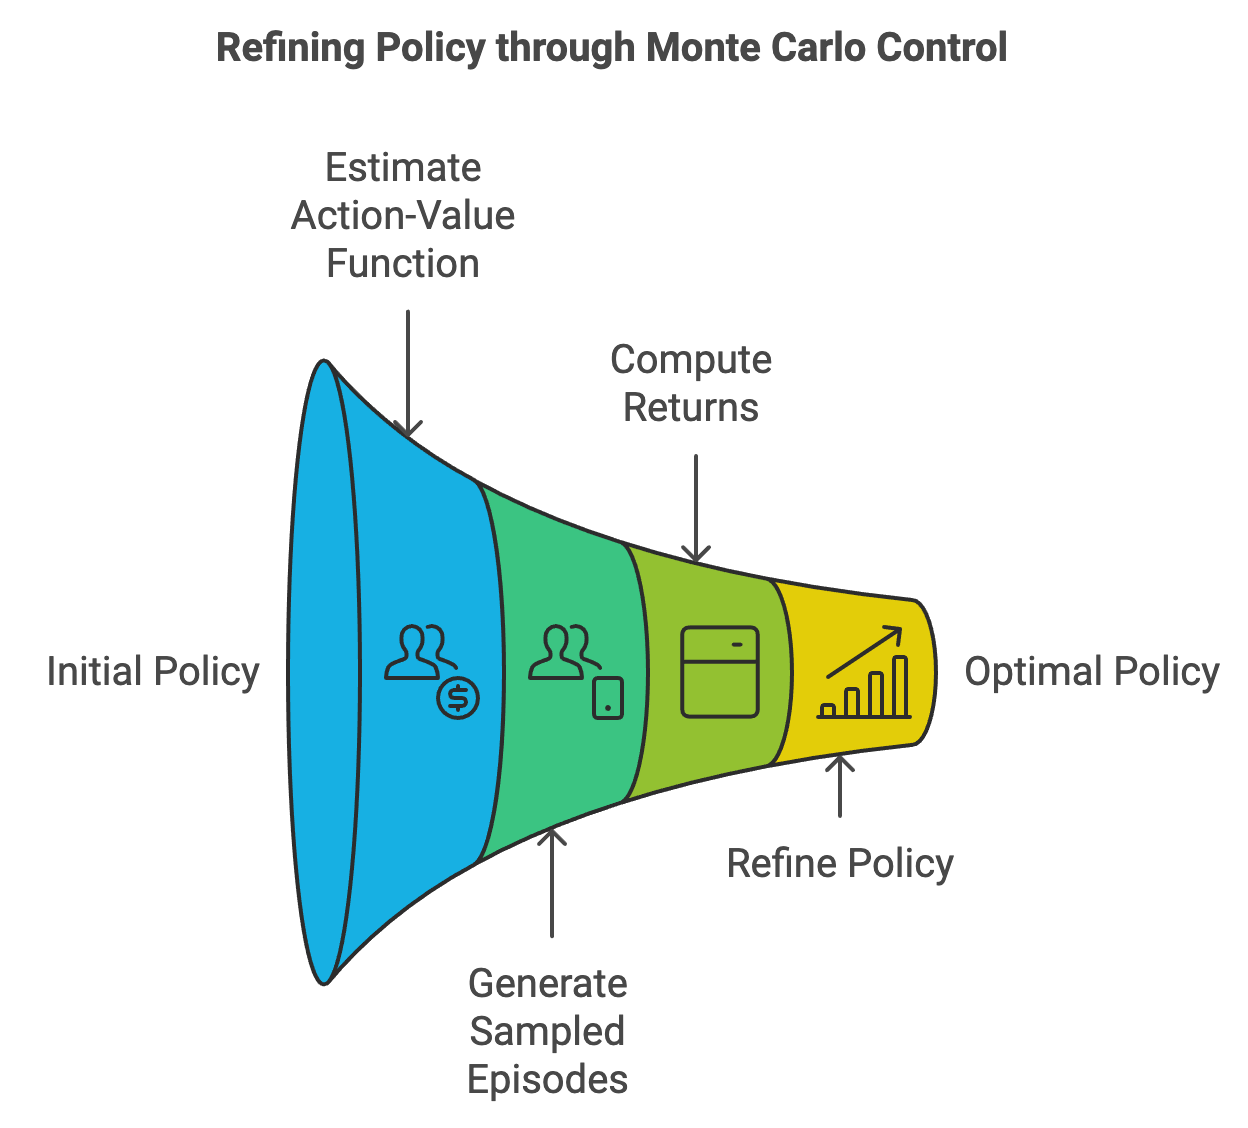 Refining Policy through Monte Carlo Control
Estimate
Action-Value
Function
Compute
Returns
Initial Policy
$
Optimal Policy
Refine Policy
Generate
Sampled
Episodes